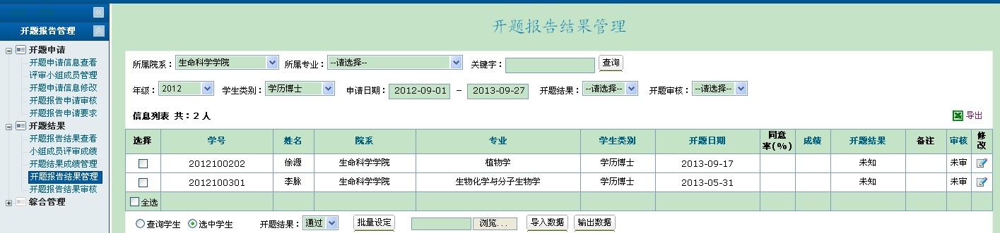 开题报告管理
开题申请
开题申请信息查看
评审小组成员管理
开题申请信息修改
开题报告申请审核
开题报告申请要求
开题结果
开题报告结果查看
小组成员评审成绩
开题结果成绩管理
开题报告结果管理
开题报告结果审核
综合管理
开题报告结果管理
所属院系： 生命科学学院 所属专业： --请选择-- 关键字： 查询
年级： 2012 学生类别： 学历博士 申请日期： 2012-09-01 － 2013-09-27 开题结果： --请选择-- 开题审核： --请选择--
信息列表 共：2 人 导出
选择 学号 姓名 院系 专业 学生类别 开题日期 同意率(%) 成绩 开题结果 备注 审核 修改
2012100202 徐源 生命科学学院 植物学 学历博士 2013-09-17 未知 未审
2012100301 李脉 生命科学学院 生物化学与分子生物学 学历博士 2013-05-31 未知 未审
全选
查询学生 选中学生 开题结果： 通过 批量设定 浏览... 导入数据 输出数据